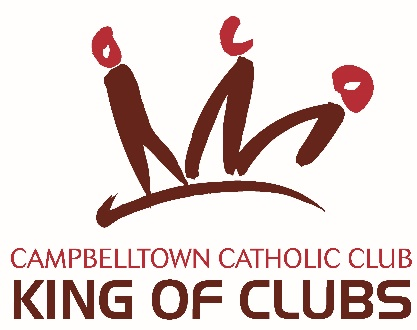 CAMPBELLTOWN CATHOLIC CLUB
KING OF CLUBS